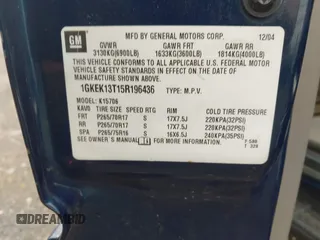 GM
MFD BY GENERAL MOTORS CORP. 12/04
GVWR GAWR FRT GAWR RR
3130KG(6900LB) 1633KG(3600LB) 1814KG(4000LB)
THIS VEHICLE CONFORMS TO ALL APPLICABLE U.S. FEDERAL MOTOR
VEHICLE SAFETY STANDARDS IN EFFECT ON THE DATE OF
MANUFACTURE SHOWN ABOVE.
1GKEK13T15R196436 TYPE: M.P.V.
MODEL: K15706
TIRE SIZE SPEED RTG RIM COLD TIRE PRESSURE
FRT P265/70R17 S 17X7.5J 220KPA(32PSI)
RR P265/70R17 S 17X7.5J 220KPA(32PSI)
SPA P265/75R16 S 16X6.5J 240KPA(35PSI)
SEE OWNER'S MANUAL FOR MORE INFORMATION.
DREAMBID